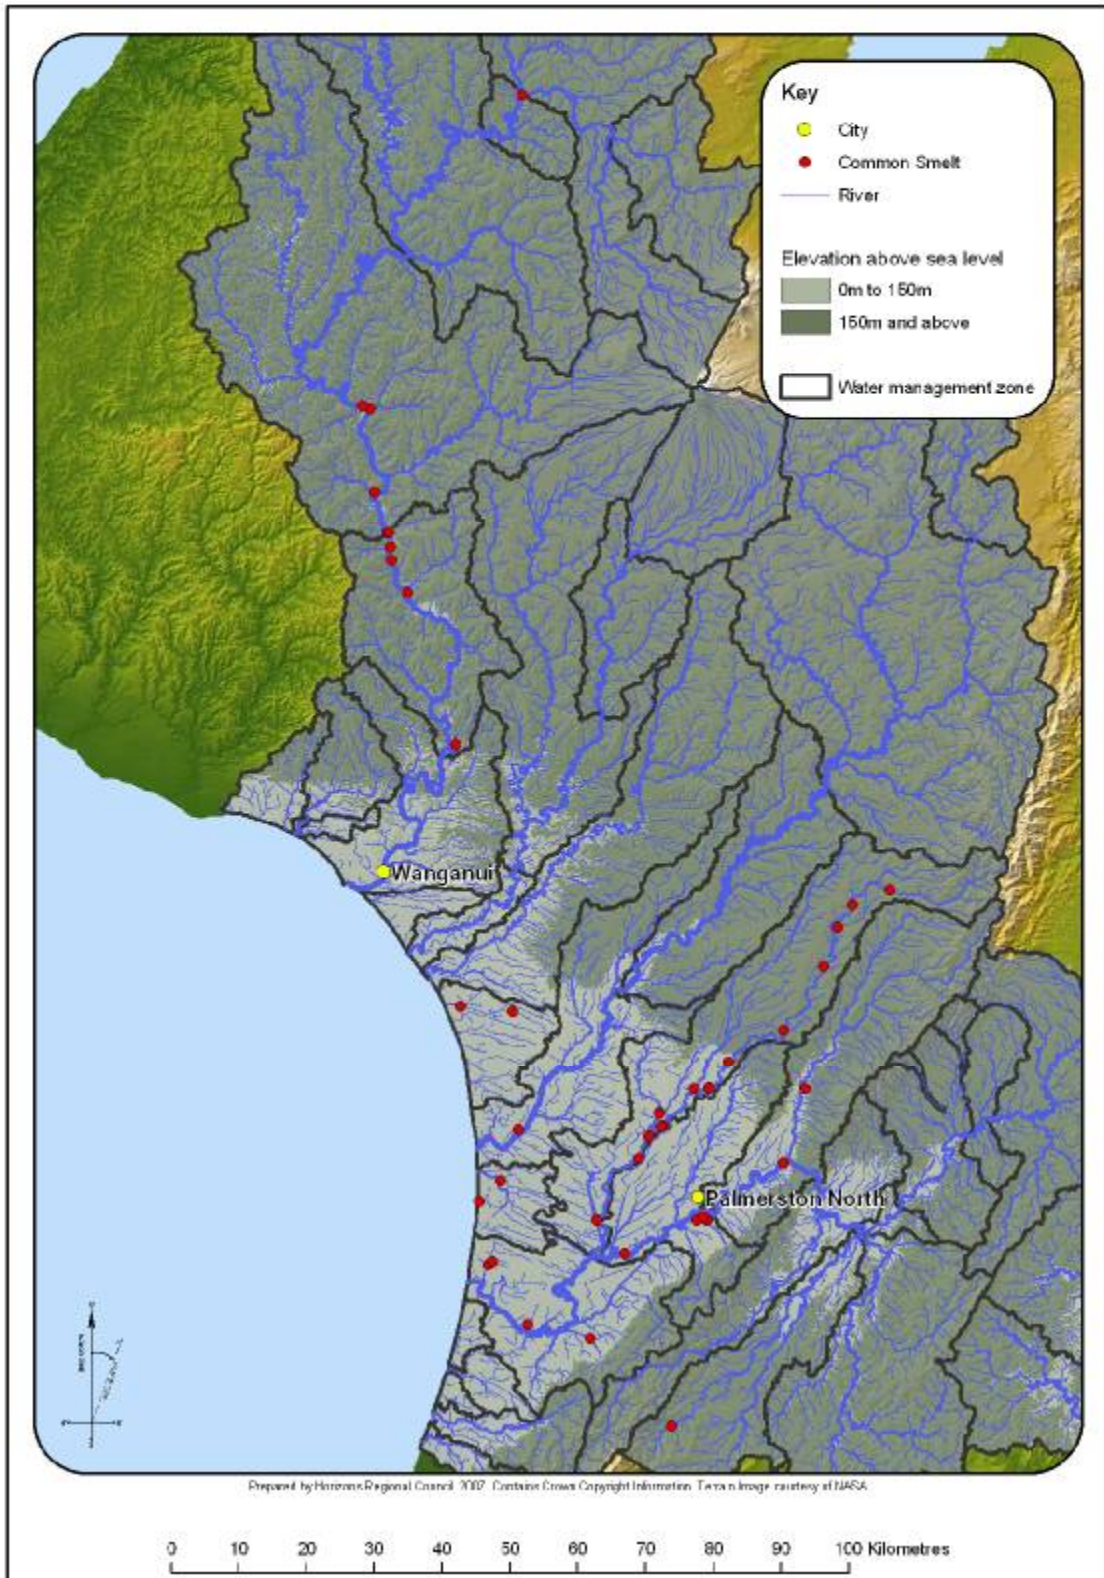 Key
City
Common Smelt
River
Elevation above sea level
0m to 150m
150m and above
Water management zone
Wanganui
Palmerston North
Prepared by Horizons Regional Council 2007. Contains Crown Copyright Information. Terrain Image courtesy of NASA
0 10 20 30 40 50 60 70 80 90 100 Kilometres